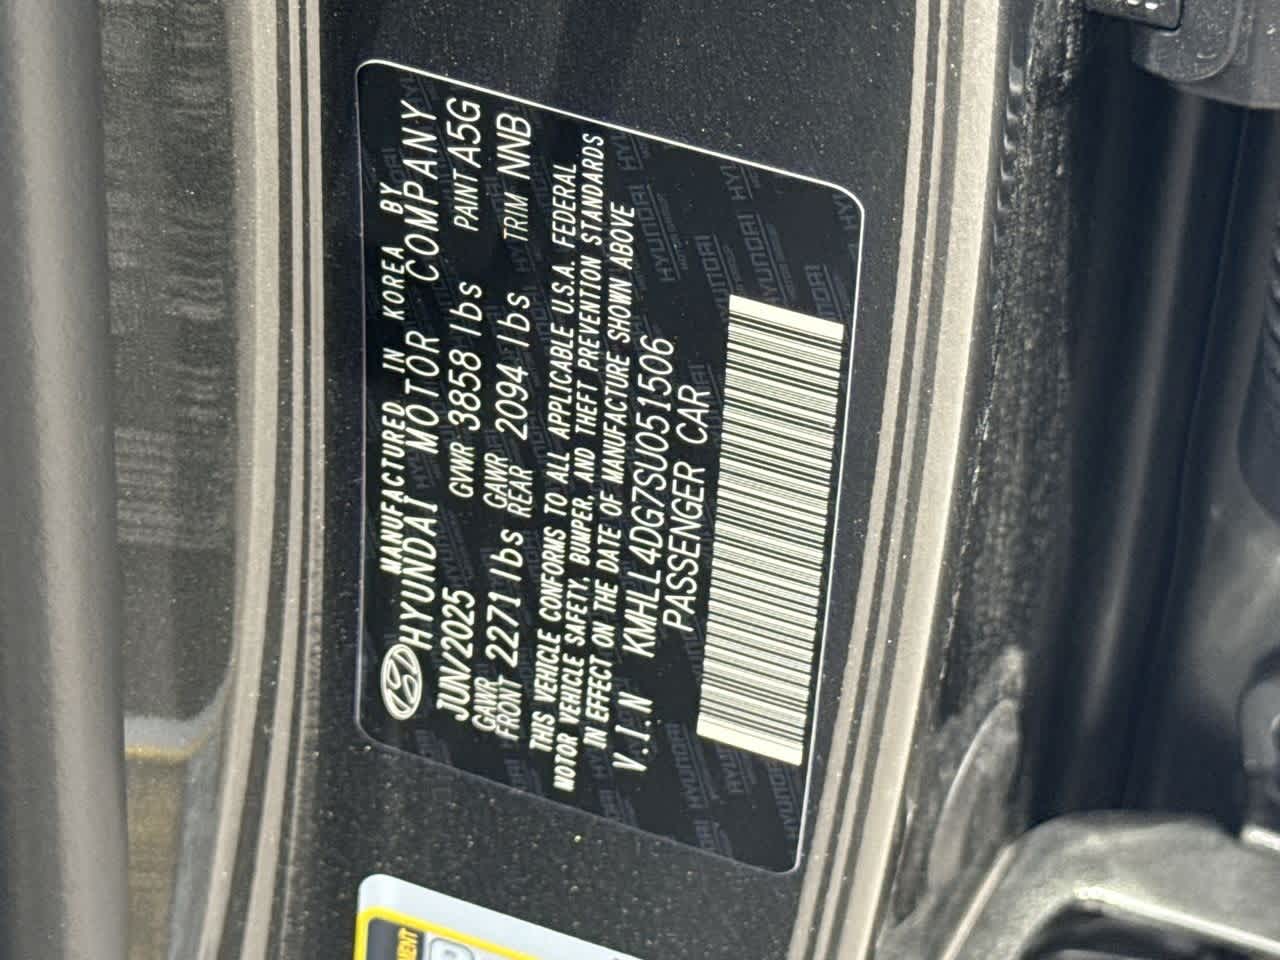 MANUFACTURED IN KOREA BY
HYUNDAI MOTOR COMPANY
JUN/2025 GVWR 3858 lbs PAINT A5G
GAWR FRONT 2271 lbs GAWR REAR 2094 lbs TRIM NNB
THIS VEHICLE CONFORMS TO ALL APPLICABLE U.S.A. FEDERAL
MOTOR VEHICLE SAFETY, BUMPER, AND THEFT PREVENTION STANDARDS
IN EFFECT ON THE DATE OF MANUFACTURE SHOWN ABOVE
V.I.N KMHLL4DG7SU051506
PASSENGER CAR